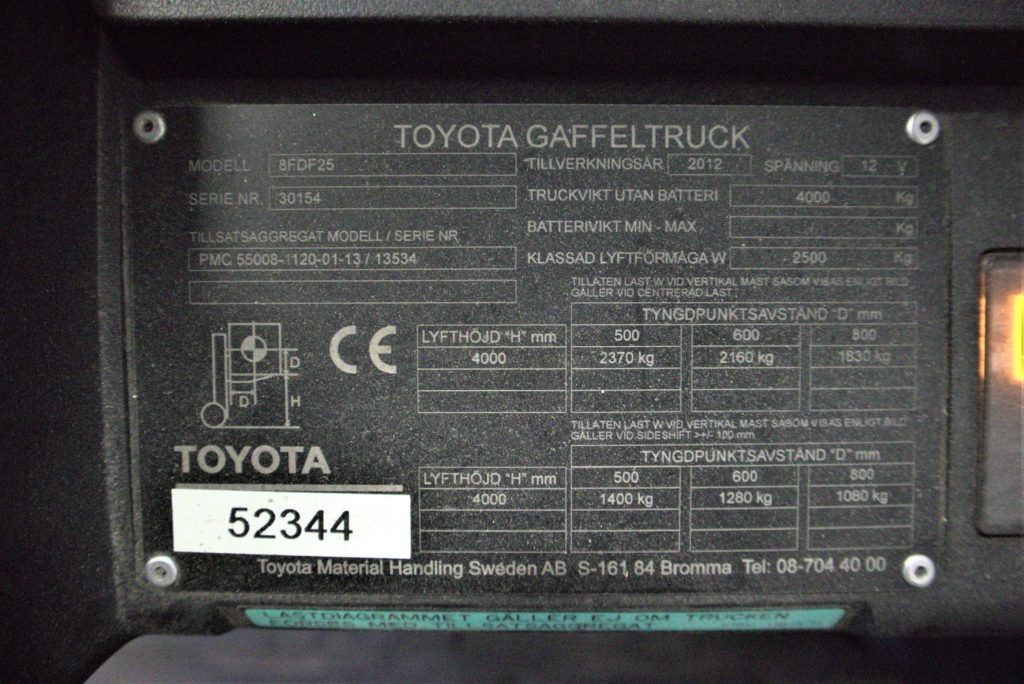 TOYOTA GAFFELTRUCK
MODELL 8FDF25 TILLVERKNINGSÅR 2012 SPÄNNING 12 V
SERIE NR. 30154 TRUCKVIKT UTAN BATTERI 4000 Kg
BATTERIVIKT MIN - MAX / Kg
TILLSATSAGGREGAT MODELL / SERIE NR.
PMC 55008-1120-01-13 / 13534 KLASSAD LYFTFÖRMÅGA W 2500 Kg
TILLÅTEN LAST W VID VERTIKAL MAST SÅSOM VISAS ENLIGT BILD
GÄLLER VID CENTRERAD LAST
TYNGDPUNKTSAVSTÅND "D" mm
LYFTHÖJD "H" mm 500 600 800
4000 2370 kg 2160 kg 1830 kg
CE
D
D H
TILLÅTEN LAST W VID VERTIKAL MAST SÅSOM VISAS ENLIGT BILD
GÄLLER VID SIDESHIFT >+/- 100 mm
TYNGDPUNKTSAVSTÅND "D" mm
LYFTHÖJD "H" mm 500 600 800
4000 1400 kg 1280 kg 1080 kg
TOYOTA
52344
Toyota Material Handling Sweden AB S-161 84 Bromma Tel: 08-704 40 00
LASTDIAGRAMMET GÄLLER EJ OM TRUCKEN
MED TILLSATSAGGREGAT